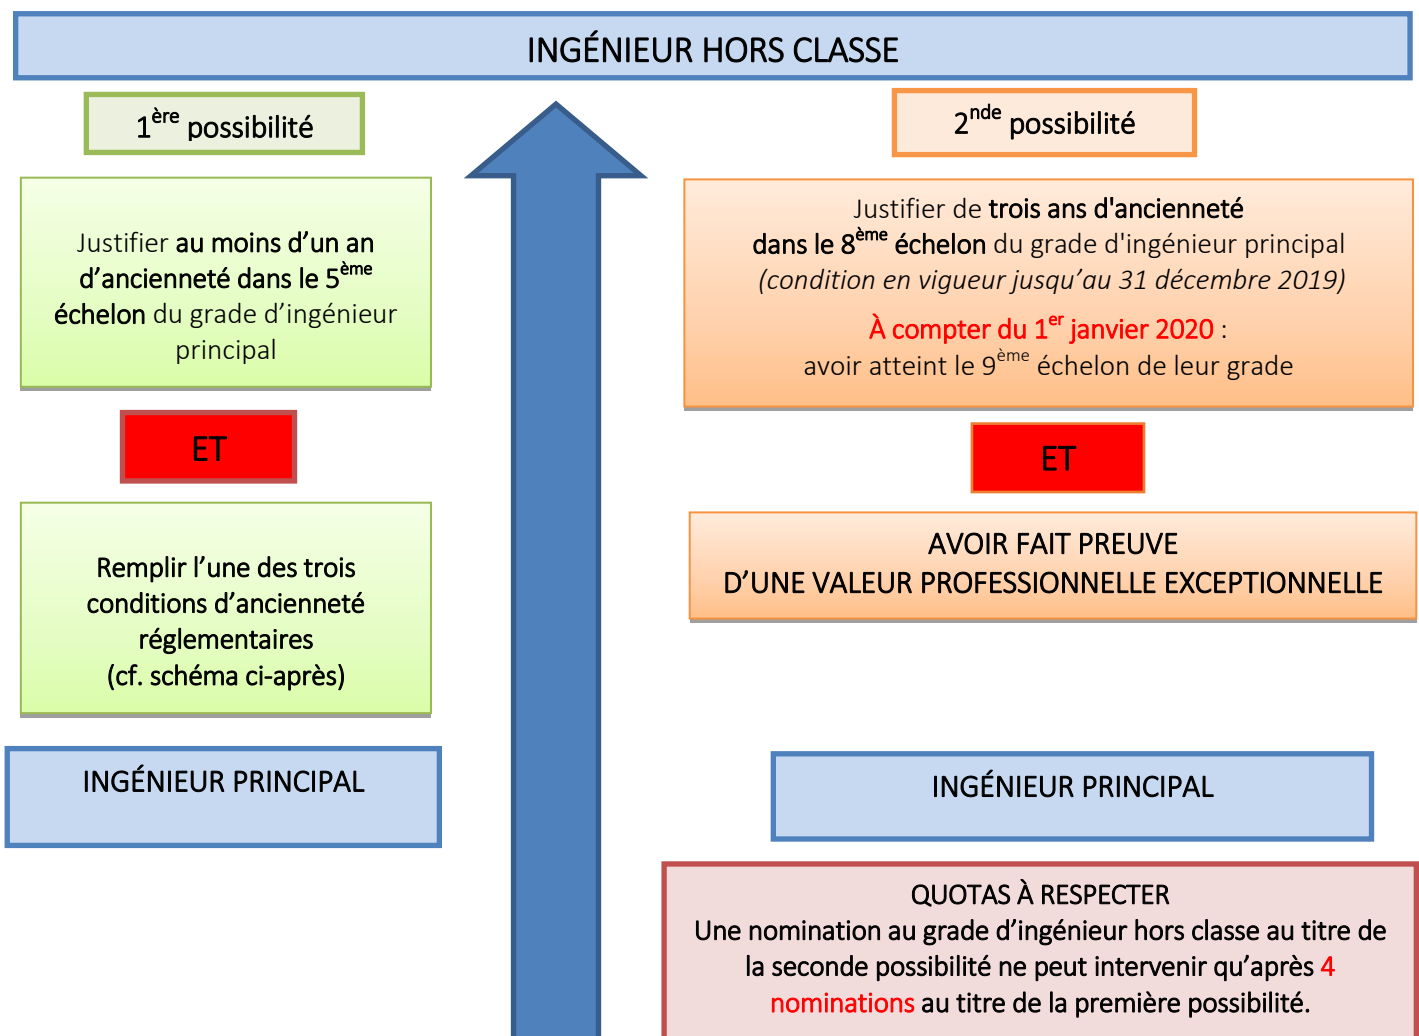 INGÉNIEUR HORS CLASSE
1ère possibilité
Justifier au moins d’un an
d’ancienneté dans le 5ème
échelon du grade d’ingénieur
principal
ET
Remplir l’une des trois
conditions d’ancienneté
réglementaires
(cf. schéma ci-après)
INGÉNIEUR PRINCIPAL
2nde possibilité
Justifier de trois ans d'ancienneté
dans le 8ème échelon du grade d'ingénieur principal
(condition en vigueur jusqu’au 31 décembre 2019)
À compter du 1er janvier 2020 :
avoir atteint le 9ème échelon de leur grade
ET
AVOIR FAIT PREUVE
D’UNE VALEUR PROFESSIONNELLE EXCEPTIONNELLE
INGÉNIEUR PRINCIPAL
QUOTAS À RESPECTER
Une nomination au grade d’ingénieur hors classe au titre de
la seconde possibilité ne peut intervenir qu’après 4
nominations au titre de la première possibilité.